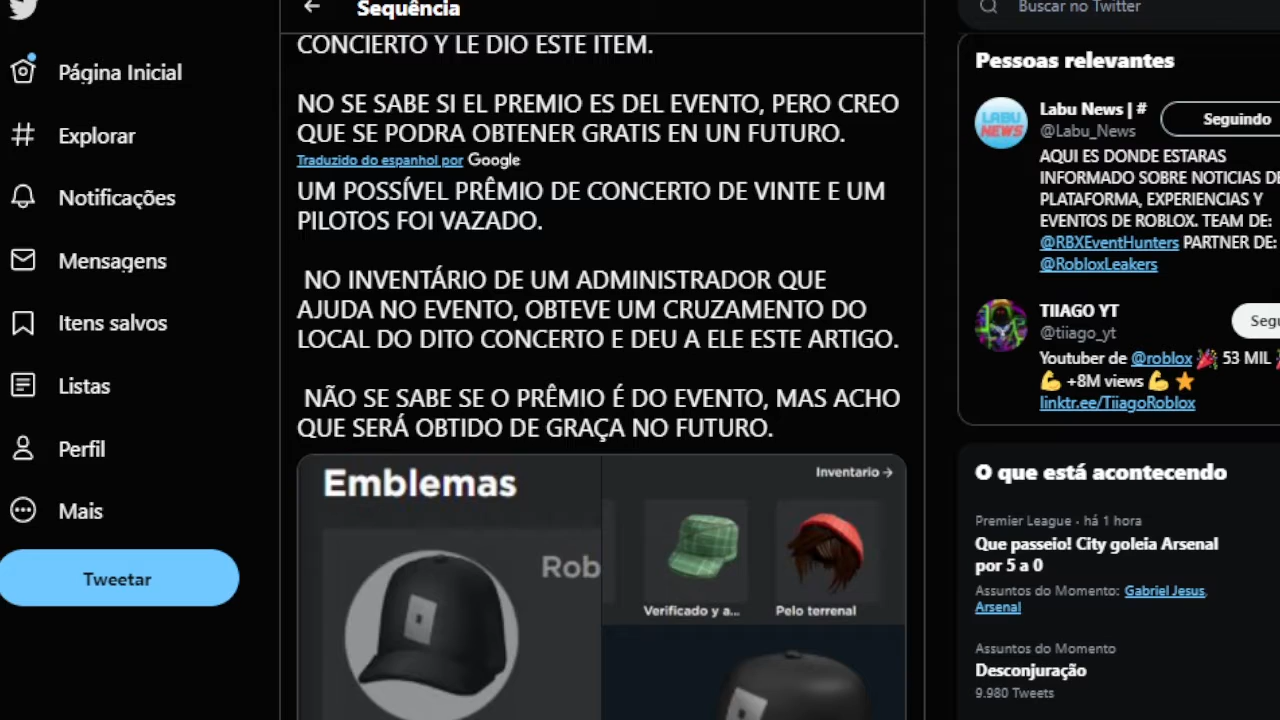 Sequência
Buscar no Twitter
Página Inicial
Explorar
Notificações
Mensagens
Itens salvos
Listas
Perfil
Mais
Tweetar
CONCIERTO Y LE DIO ESTE ITEM.
NO SE SABE SI EL PREMIO ES DEL EVENTO, PERO CREO
QUE SE PODRA OBTENER GRATIS EN UN FUTURO.
Traduzido do espanhol por Google
UM POSSÍVEL PRÊMIO DE CONCERTO DE VINTE E UM
PILOTOS FOI VAZADO.
NO INVENTÁRIO DE UM ADMINISTRADOR QUE
AJUDA NO EVENTO, OBTEVE UM CRUZAMENTO DO
LOCAL DO DITO CONCERTO E DEU A ELE ESTE ARTIGO.
NÃO SE SABE SE O PRÊMIO É DO EVENTO, MAS ACHO
QUE SERÁ OBTIDO DE GRAÇA NO FUTURO.
Emblemas
Rob
Inventario →
Verificado y a...
Pelo terrenal
Pessoas relevantes
Labu News | #
@Labu_News
Seguindo
AQUI ES DONDE ESTARAS
INFORMADO SOBRE NOTICIAS DE
PLATAFORMA, EXPERIENCIAS Y
EVENTOS DE ROBLOX. TEAM DE:
@RBXEventHunters PARTNER DE:
@RobloxLeakers
TIIAGO YT
@tiiago_yt
Segu
Youtuber de @roblox 🎉 53 MIL 🎉
💪 +8M views 💪 ⭐
linktr.ee/TiiagoRoblox
O que está acontecendo
Premier League · há 1 hora
Que passeio! City goleia Arsenal
por 5 a 0
Assuntos do Momento: Gabriel Jesus,
Arsenal
Assuntos do Momento
Desconjuração
9.980 Tweets